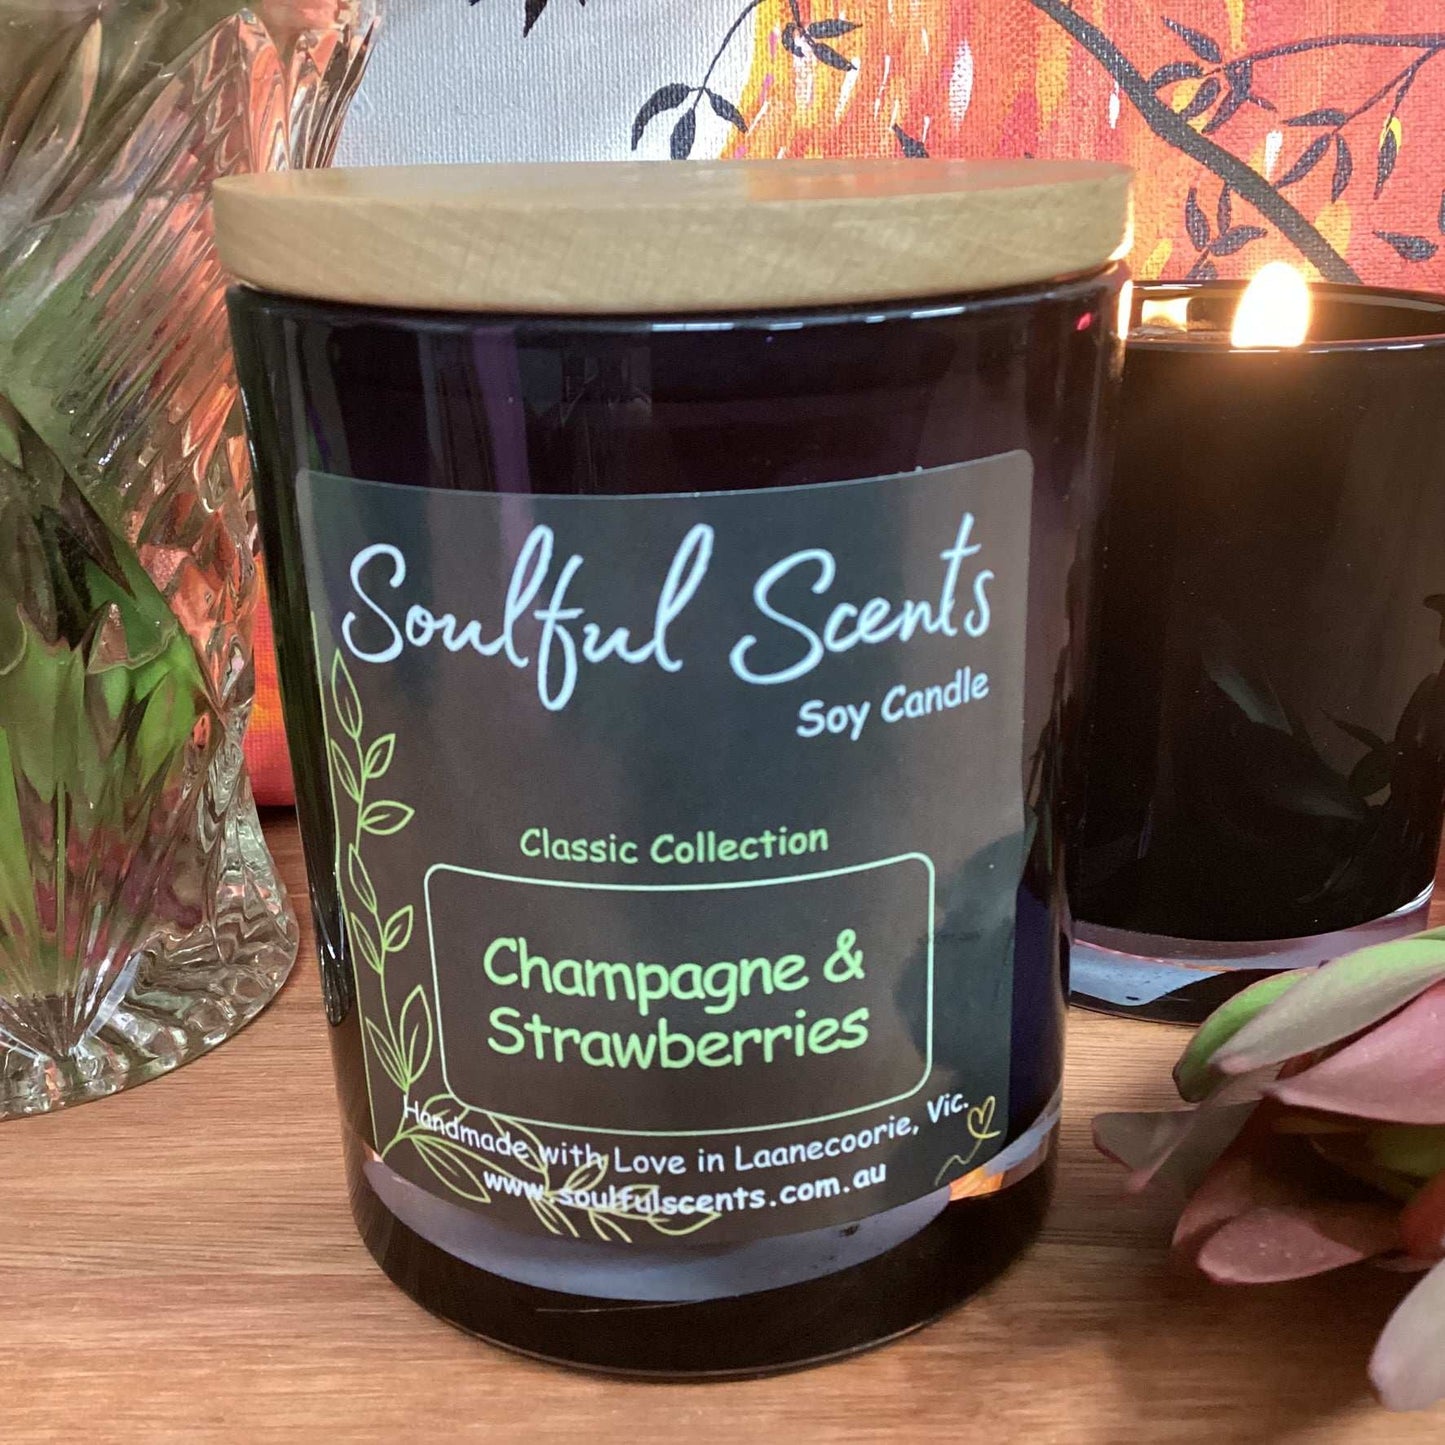 Soulful Scents
Soy Candle
Classic Collection
Champagne &
Strawberries
Handmade with Love in Laanecoorie, Vic.
www.soulfulscents.com.au